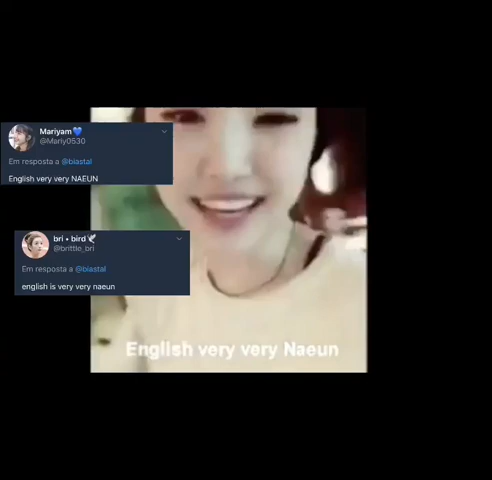 Mariyam💙
@Marly0530
Em resposta a @biastal
English very very NAEUN
bri • bird🕊
@brittle_bri
Em resposta a @biastal
english is very very naeun
English very very Naeun